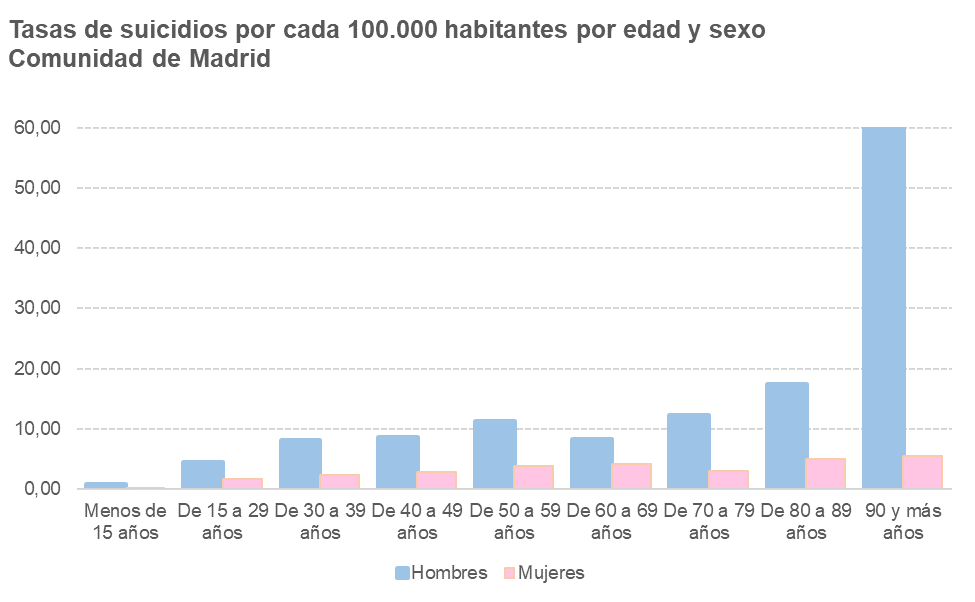 Tasas de suicidios por cada 100.000 habitantes por edad y sexo
Comunidad de Madrid
60,00
50,00
40,00
30,00
20,00
10,00
0,00
Menos de 15 años
De 15 a 29 años
De 30 a 39 años
De 40 a 49 años
De 50 a 59 años
De 60 a 69 años
De 70 a 79 años
De 80 a 89 años
90 y más años
Hombres
Mujeres